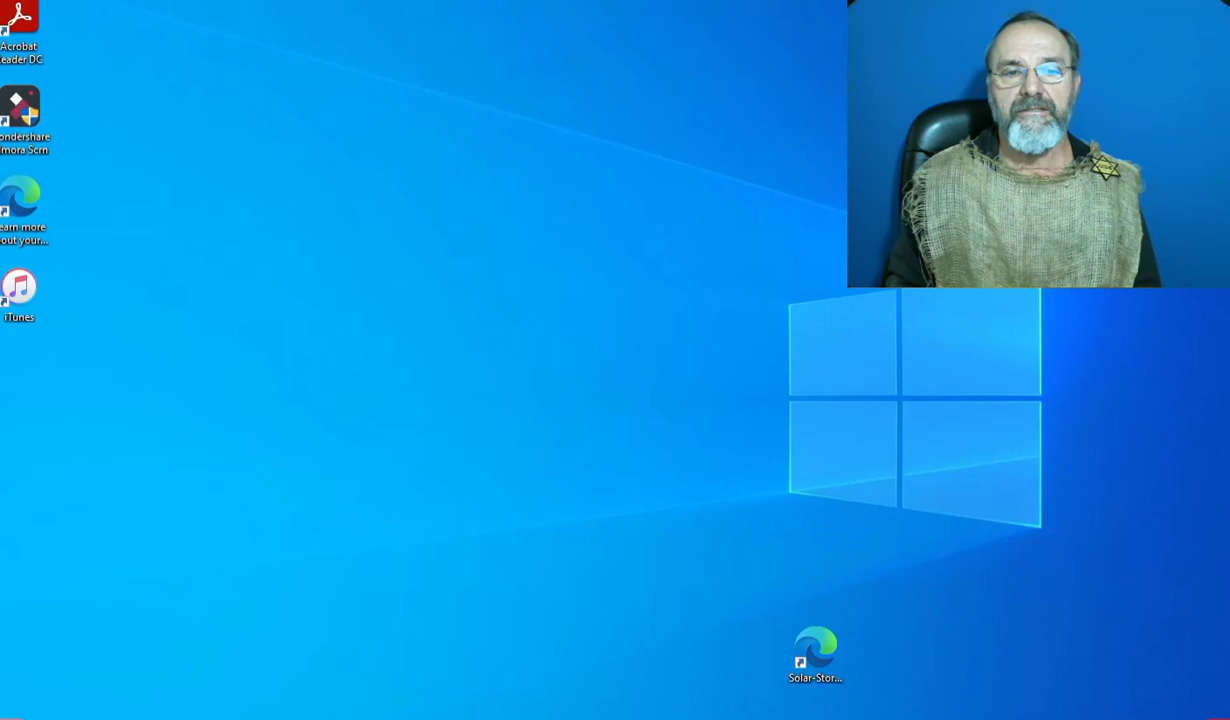 Acrobat
eader DC
ondershare
mora Scrn
earn more
out your...
iTunes
Solar-Stor...